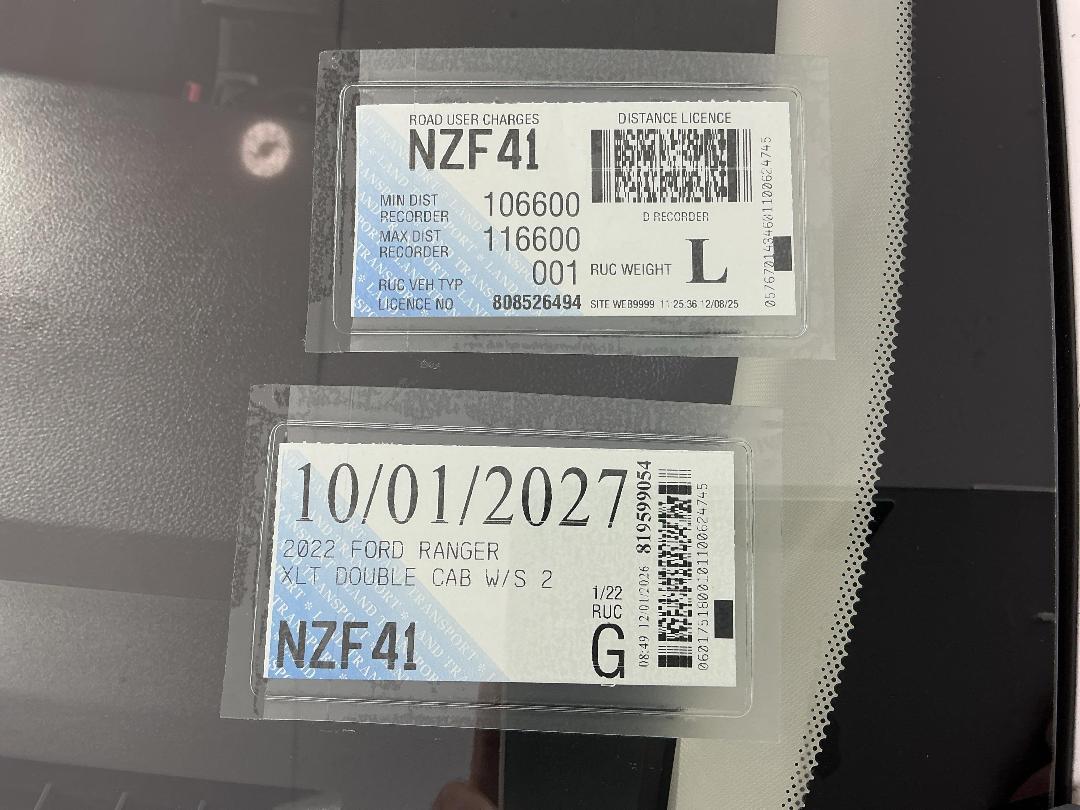 ROAD USER CHARGES
DISTANCE LICENCE
NZF41
MIN DIST RECORDER 106600
MAX DIST RECORDER 116600
D RECORDER
RUC VEH TYP 001
RUC WEIGHT L
LICENCE NO 808526494
SITE WEB9999 11:25:36 12/08/25
10/01/2027
2022 FORD RANGER
XLT DOUBLE CAB W/S 2
NZF41
1/22
RUC
G
08:49 12/01/2026 819599054